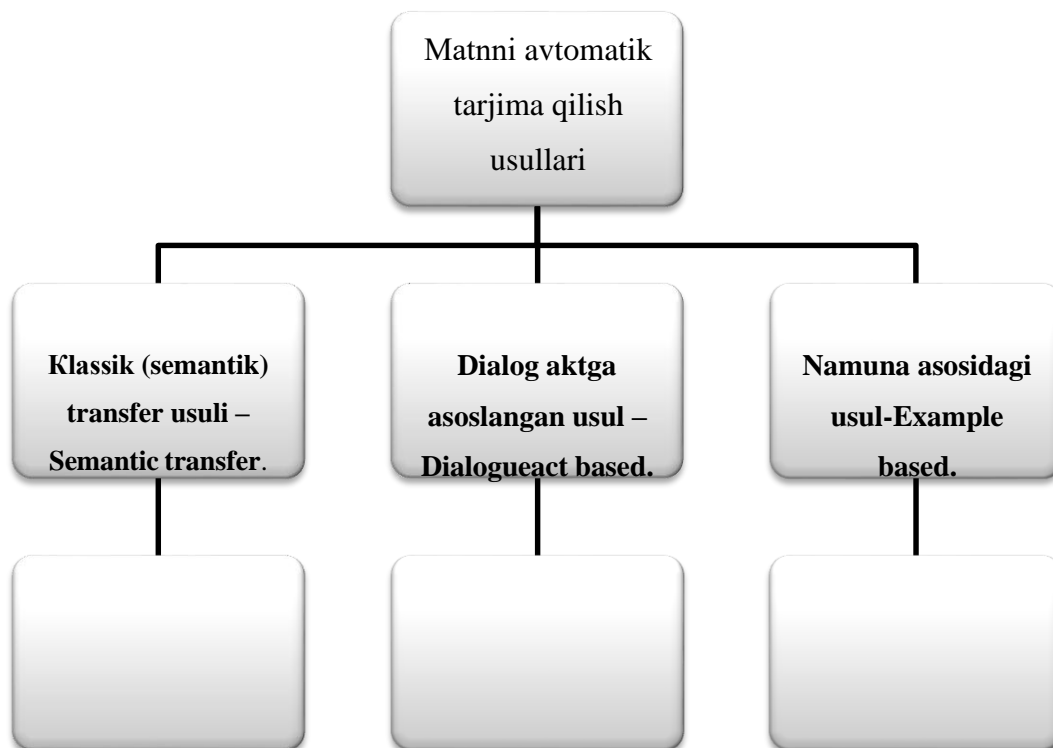 Matnni avtomatik
tarjima qilish
usullari
Klassik (semantik)
transfer usuli –
Semantic transfer.
Dialog aktga
asoslangan usul –
Dialogueact based.
Namuna asosidagi
usul-Example
based.